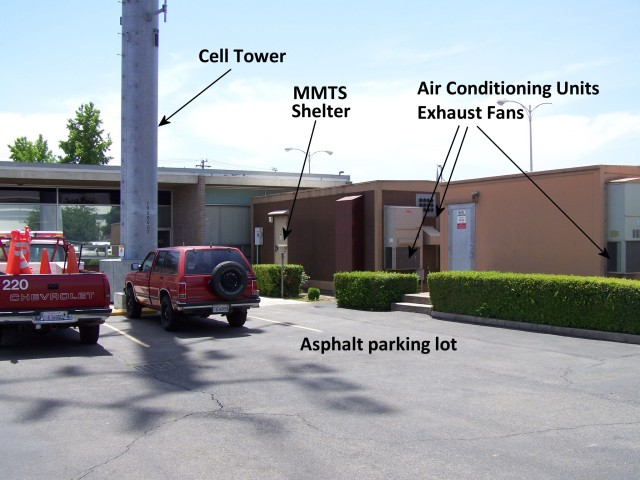 Cell Tower
MMTS
Shelter
Air Conditioning Units
Exhaust Fans
220
CHEVROLET
Asphalt parking lot